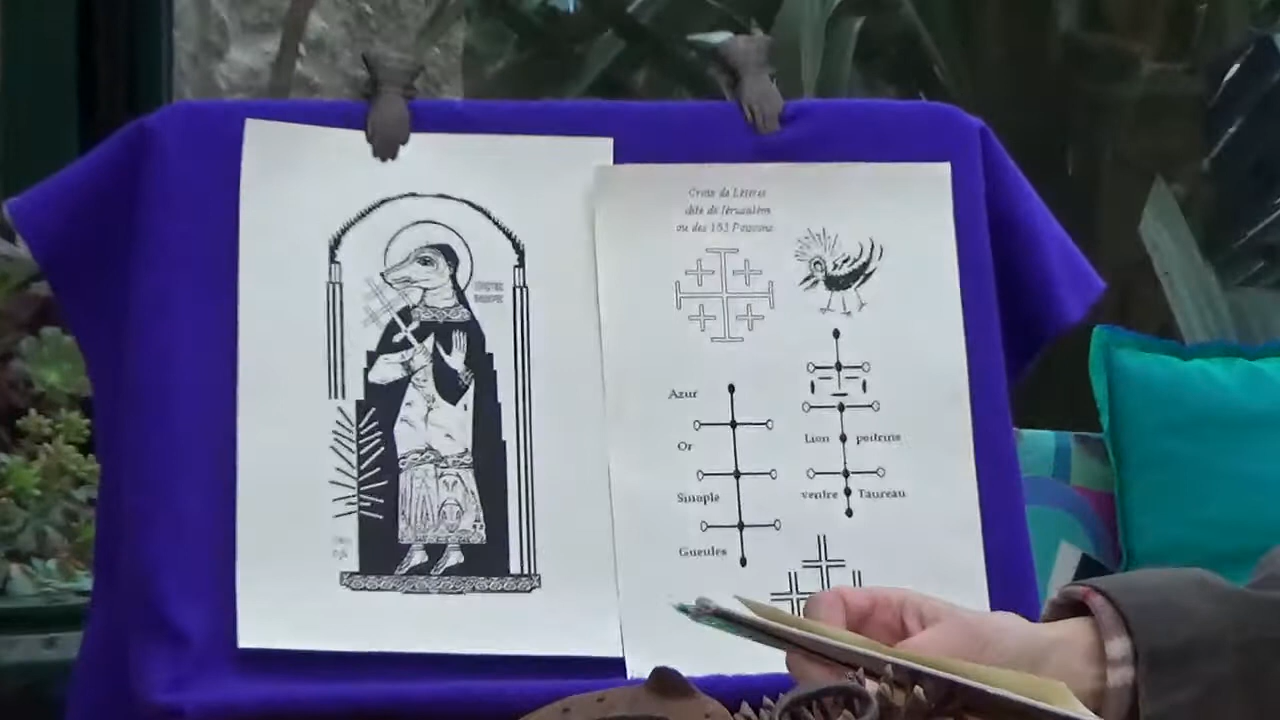 Croix de Lettres
dite de Jérusalem
ou des 153 Poissons
Azur
Or
Sinople
Gueules
Lion poitrine
ventre Taureau